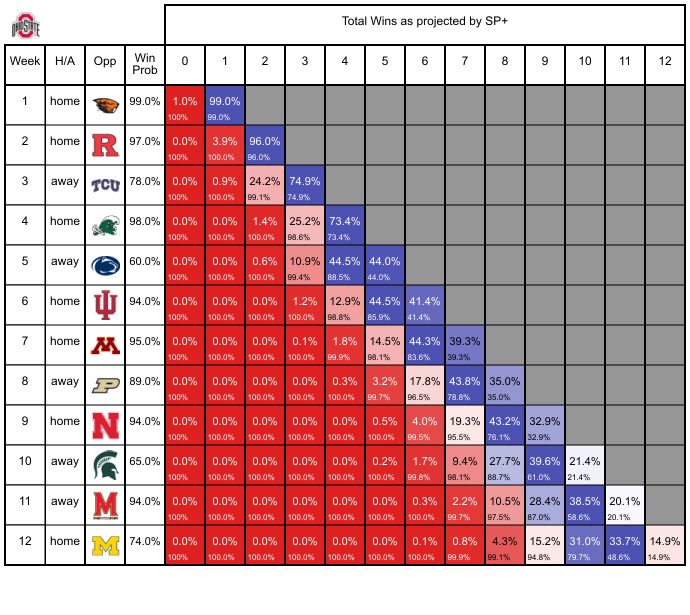 OHIO STATE
Total Wins as projected by SP+
Week H/A Opp Win Prob 0 1 2 3 4 5 6 7 8 9 10 11 12
1 home 99.0% 1.0% 99.0%
100% 99.0%
2 home R 97.0% 0.0% 3.9% 96.0%
100% 100.0% 96.0%
3 away TCU 78.0% 0.0% 0.9% 24.2% 74.9%
100% 100.0% 99.1% 74.9%
4 home 98.0% 0.0% 0.0% 1.4% 25.2% 73.4%
100% 100.0% 100.0% 98.6% 73.4%
5 away 60.0% 0.0% 0.0% 0.6% 10.9% 44.5% 44.0%
100% 100.0% 100.0% 99.4% 88.5% 44.0%
6 home 94.0% 0.0% 0.0% 0.0% 1.2% 12.9% 44.5% 41.4%
100% 100.0% 100.0% 100.0% 98.8% 85.9% 41.4%
7 home M 95.0% 0.0% 0.0% 0.0% 0.1% 1.8% 14.5% 44.3% 39.3%
100% 100.0% 100.0% 100.0% 99.9% 98.1% 83.6% 39.3%
8 away P 89.0% 0.0% 0.0% 0.0% 0.0% 0.3% 3.2% 17.8% 43.8% 35.0%
100% 100.0% 100.0% 100.0% 100.0% 99.7% 96.5% 78.8% 35.0%
9 home N 94.0% 0.0% 0.0% 0.0% 0.0% 0.0% 0.5% 4.0% 19.3% 43.2% 32.9%
100% 100.0% 100.0% 100.0% 100.0% 100.0% 99.5% 95.5% 76.1% 32.9%
10 away 65.0% 0.0% 0.0% 0.0% 0.0% 0.0% 0.2% 1.7% 9.4% 27.7% 39.6% 21.4%
100% 100.0% 100.0% 100.0% 100.0% 100.0% 99.8% 98.1% 88.7% 61.0% 21.4%
11 away M 94.0% 0.0% 0.0% 0.0% 0.0% 0.0% 0.0% 0.3% 2.2% 10.5% 28.4% 38.5% 20.1%
100% 100.0% 100.0% 100.0% 100.0% 100.0% 100.0% 99.7% 97.5% 87.0% 58.6% 20.1%
12 home M 74.0% 0.0% 0.0% 0.0% 0.0% 0.0% 0.0% 0.1% 0.8% 4.3% 15.2% 31.0% 33.7% 14.9%
100% 100.0% 100.0% 100.0% 100.0% 100.0% 100.0% 99.9% 99.1% 94.8% 79.7% 48.6% 14.9%